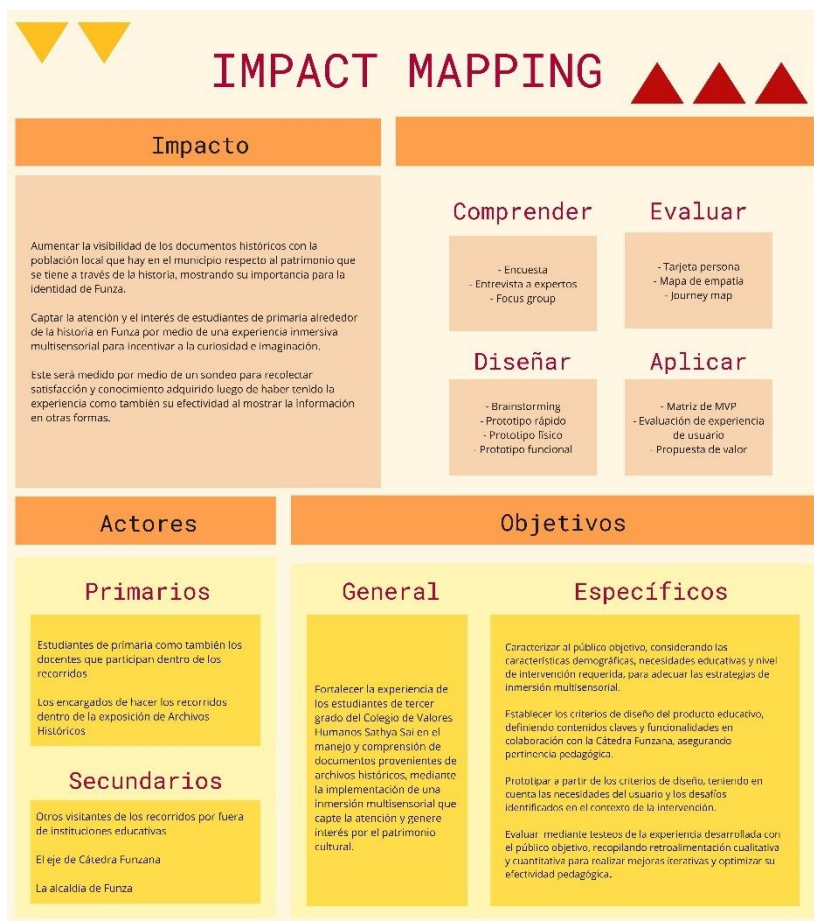 IMPACT MAPPING
Impacto
Aumentar la visibilidad de los documentos históricos con la
población local que hay en el município respecto al patrimonio que
se tiene a través de la historia, mostrando su importancia para la
identidad de Funza.
Captar la atención y el interés de estudiantes de primaria alrededor
de la historia en Funza por medio de una experiencia inmersiva
multisensorial para incentivar a la curiosidad e imaginación.
Este será medido por medio de un sondeo para recolectar
satisfacción y conocimiento adquirido luego de haber tenido la
experiencia como también su efectividad al mostrar la información
en otras formas.
Comprender
- Encuesta
- Entrevista a expertos
- Focus group
Evaluar
- Tarjeta persona
- Mapa de empatía
- Journey map
Diseñar
- Brainstorming
- Prototipo rápido
- Prototipo físico
- Prototipo funcional
Aplicar
- Matriz de MVP
- Evaluación de experiencia
de usuario
- Propuesta de valor
Actores
Primarios
Estudiantes de primaria como también los
docentes que participan dentro de los
recorridos
Los encargados de hacer los recorridos
dentro de la exposición de Archivos
Históricos
Secundarios
Otros visitantes de los recorridos por fuera
de instituciones educativas
El eje de Cátedra Funzana
La alcaldía de Funza
Objetivos
General
Fortalecer la experiencia de
los estudiantes de tercer
grado del Colegio de Valores
Humanos Sathya Sai en el
manejo y comprensión de
documentos provenientes de
archivos históricos, mediante
la implementación de una
inmersión multisensorial que
capte la atención y genere
interés por el patrimonio
cultural.
Específicos
Caracterizar al público objetivo, considerando las
características demográficas, necesidades educativas y nivel
de intervención requerida, para adecuar las estrategias de
inmersión multisensorial.
Establecer los criterios de diseño del producto educativo,
definiendo contenidos claves y funcionalidades en
colaboración con la Cátedra Funzana, asegurando
pertinencia pedagógica.
Prototipar a partir de los criterios de diseño, teniendo en
cuenta las necesidades del usuario y los desafíos
identificados en el contexto de la intervención.
Evaluar mediante testeos de la experiencia desarrollada con
el público objetivo, recopilando retroalimentación cualitativa
y cuantitativa para realizar mejoras iterativas y optimizar su
efectividad pedagógica.